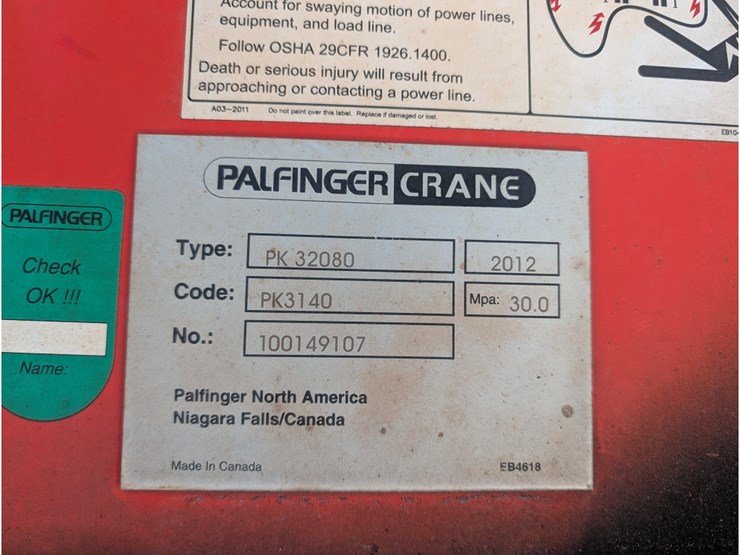 Account for swaying motion of power lines,
equipment, and load line.
Follow OSHA 29CFR 1926.1400.
Death or serious injury will result from
approaching or contacting a power line.
A03-2011 Do not paint over this label. Replace if damaged or lost.
EB10-
PALFINGER CRANE
PALFINGER
Check
OK !!!
Name:
Type: PK 32080 2012
Code: PK3140 Mpa: 30.0
No.: 100149107
Palfinger North America
Niagara Falls/Canada
Made In Canada EB4618